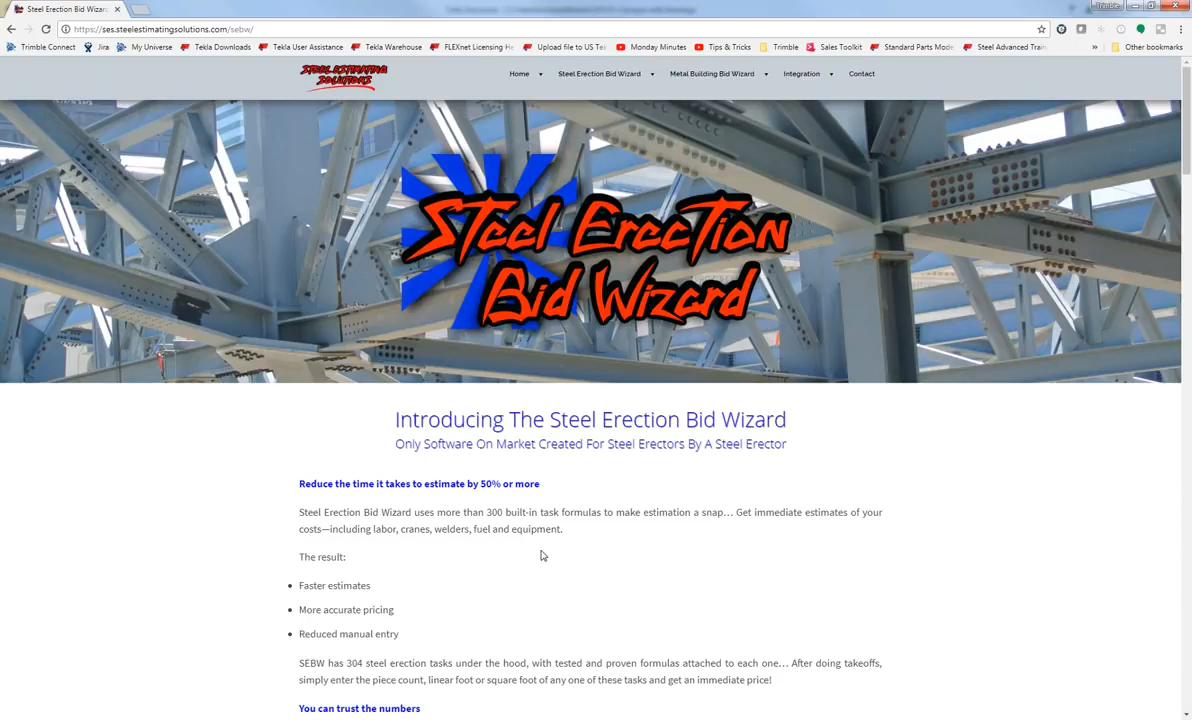 Steel Erection Bid Wizard
Trimble
https://ses.steelestimatingsolutions.com/sebw/
Trimble Connect Jira My Universe Tekla Downloads Tekla User Assistance Tekla Warehouse FLEXnet Licensing He Upload file to US Tek Monday Minutes Tips & Tricks Trimble Sales Toolkit Standard Parts Mode Steel Advanced Train » Other bookmarks
STEEL ESTIMATING
SOLUTIONS
Home Steel Erection Bid Wizard Metal Building Bid Wizard Integration Contact
Steel Erection
Bid Wizard
Introducing The Steel Erection Bid Wizard
Only Software On Market Created For Steel Erectors By A Steel Erector
Reduce the time it takes to estimate by 50% or more
Steel Erection Bid Wizard uses more than 300 built-in task formulas to make estimation a snap… Get immediate estimates of your
costs—including labor, cranes, welders, fuel and equipment.
The result:
Faster estimates
More accurate pricing
Reduced manual entry
SEBW has 304 steel erection tasks under the hood, with tested and proven formulas attached to each one… After doing takeoffs,
simply enter the piece count, linear foot or square foot of any one of these tasks and get an immediate price!
You can trust the numbers